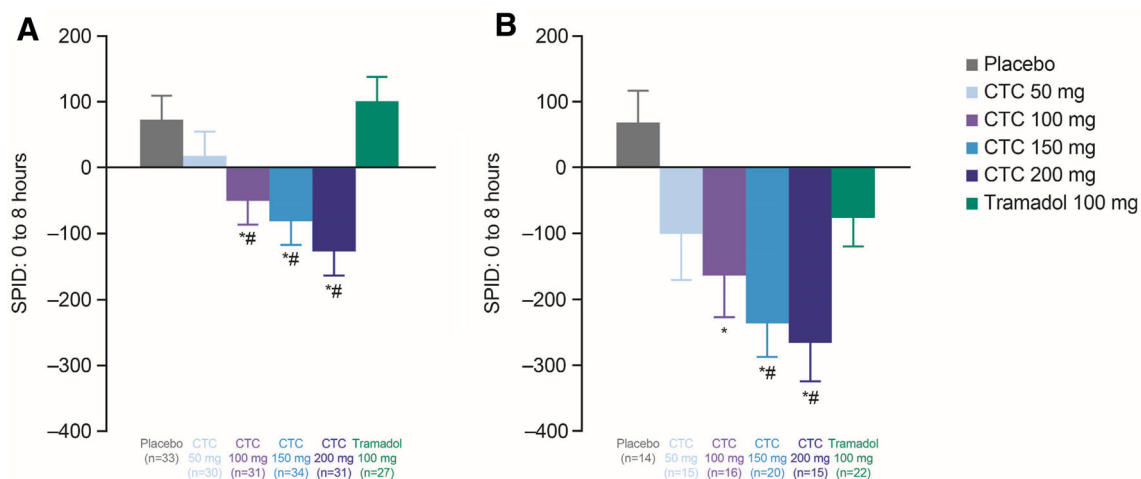 A
200
100
0
–100
–200
–300
–400
SPID: 0 to 8 hours
*#
*#
*#
Placebo
(n=33)
CTC
50 mg
(n=30)
CTC
100 mg
(n=31)
CTC
150 mg
(n=34)
CTC
200 mg
(n=31)
Tramadol
100 mg
(n=27)
B
200
100
0
–100
–200
–300
–400
SPID: 0 to 8 hours
*
*#
*#
Placebo
(n=14)
CTC
50 mg
(n=15)
CTC
100 mg
(n=16)
CTC
150 mg
(n=20)
CTC
200 mg
(n=15)
Tramadol
100 mg
(n=22)
Placebo
CTC 50 mg
CTC 100 mg
CTC 150 mg
CTC 200 mg
Tramadol 100 mg